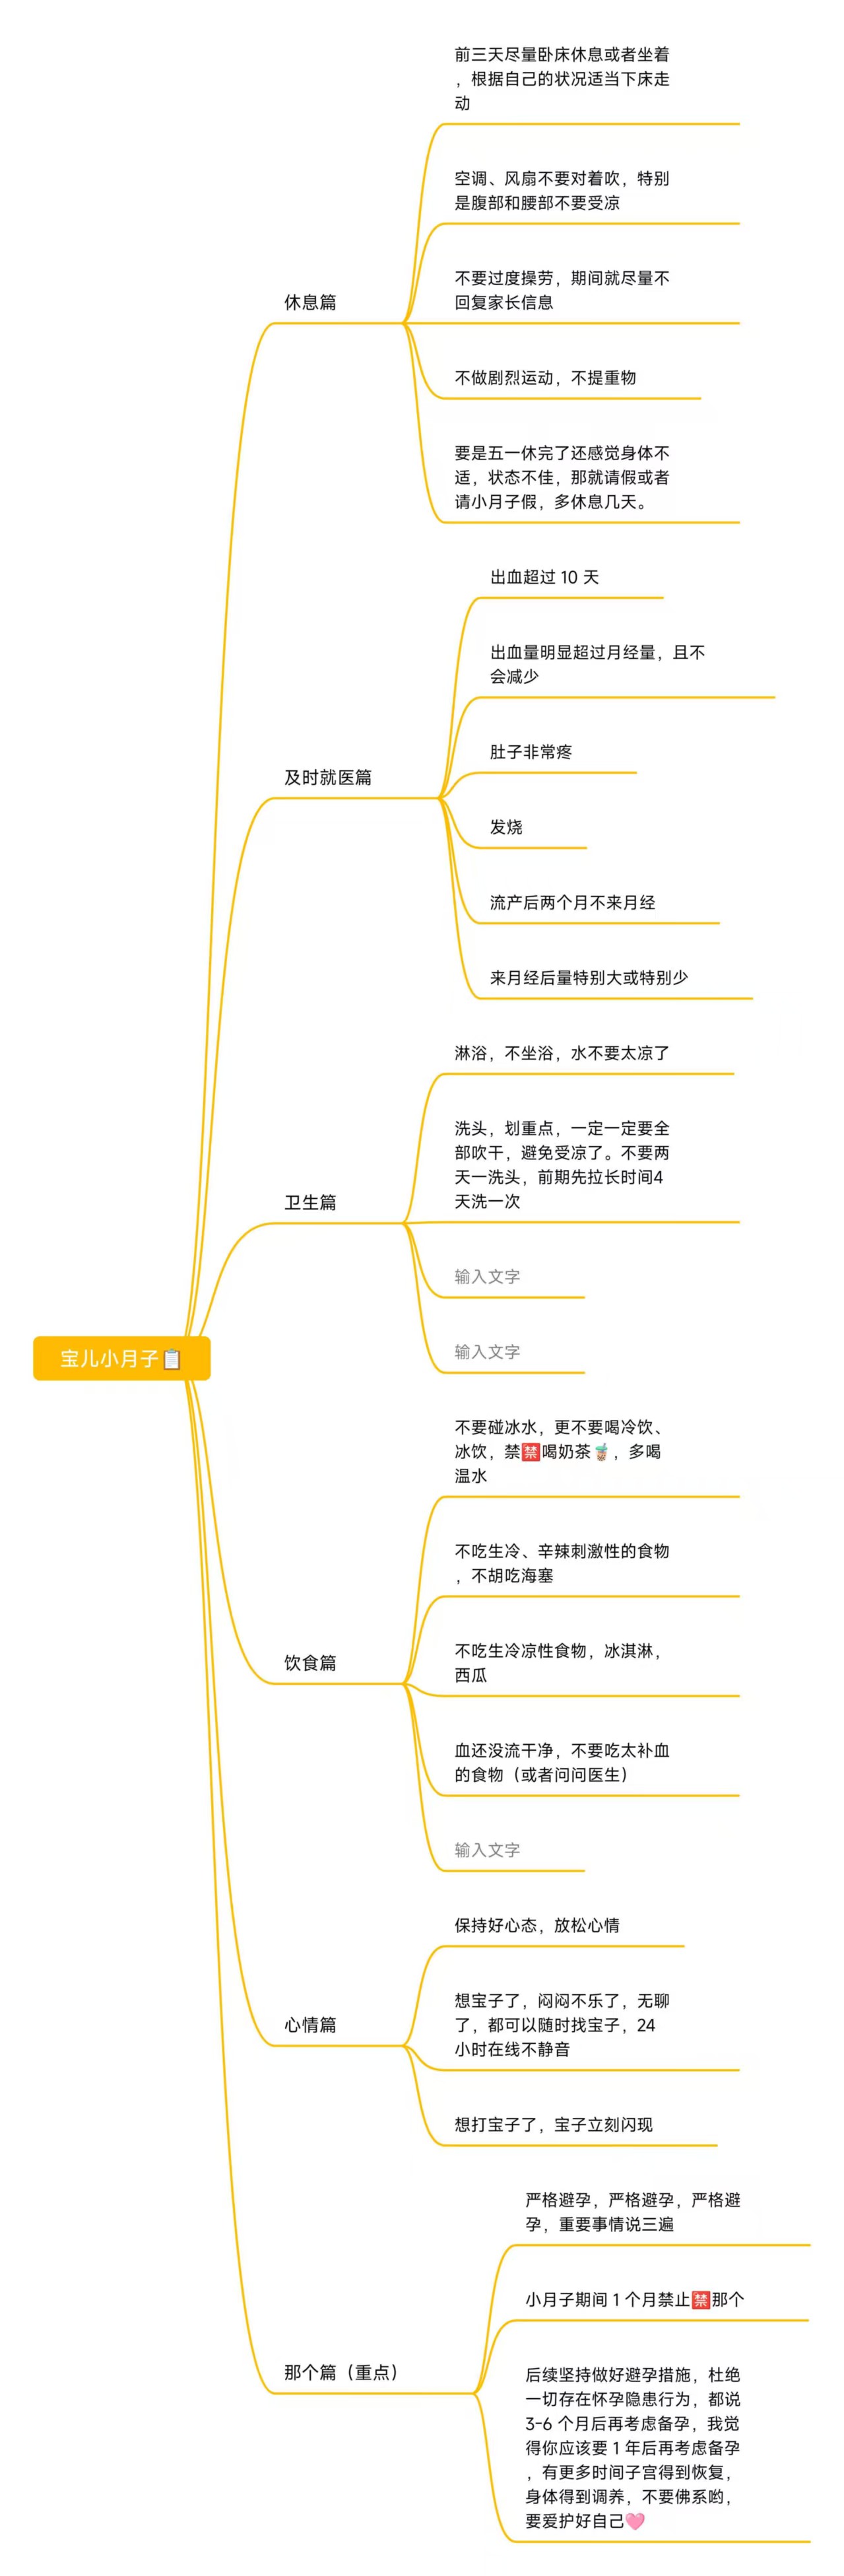 前三天尽量卧床休息或者坐着
，根据自己的状况适当下床走
动
空调、风扇不要对着吹，特别
是腹部和腰部不要受凉
休息篇
不要过度操劳，期间就尽量不
回复家长信息
不做剧烈运动，不提重物
要是五一休完了还感觉身体不
适，状态不佳，那就请假或者
请小月子假，多休息几天。
出血超过 10 天
出血量明显超过月经量，且不
会减少
及时就医篇
肚子非常疼
发烧
流产后两个月不来月经
来月经后量特别大或特别少
淋浴，不坐浴，水不要太凉了
卫生篇
洗头，划重点，一定一定要全
部吹干，避免受凉了。不要两
天一洗头，前期先拉长时间4
天洗一次
输入文字
输入文字
宝儿小月子📋
不要碰冰水，更不要喝冷饮、
冰饮，禁🈲喝奶茶🧋，多喝
温水
不吃生冷、辛辣刺激性的食物
，不胡吃海塞
饮食篇
不吃生冷凉性食物，冰淇淋，
西瓜
血还没流干净，不要吃太补血
的食物（或者问问医生）
输入文字
保持好心态，放松心情
心情篇
想宝子了，闷闷不乐了，无聊
了，都可以随时找宝子，24
小时在线不静音
想打宝子了，宝子立刻闪现
严格避孕，严格避孕，严格避
孕，重要事情说三遍
小月子期间 1 个月禁止🈲那个
那个篇（重点）
后续坚持做好避孕措施，杜绝
一切存在怀孕隐患行为，都说
3-6 个月后再考虑备孕，我觉
得你应该要 1 年后再考虑备孕
，有更多时间子宫得到恢复，
身体得到调养，不要佛系哟，
要爱护好自己🩷